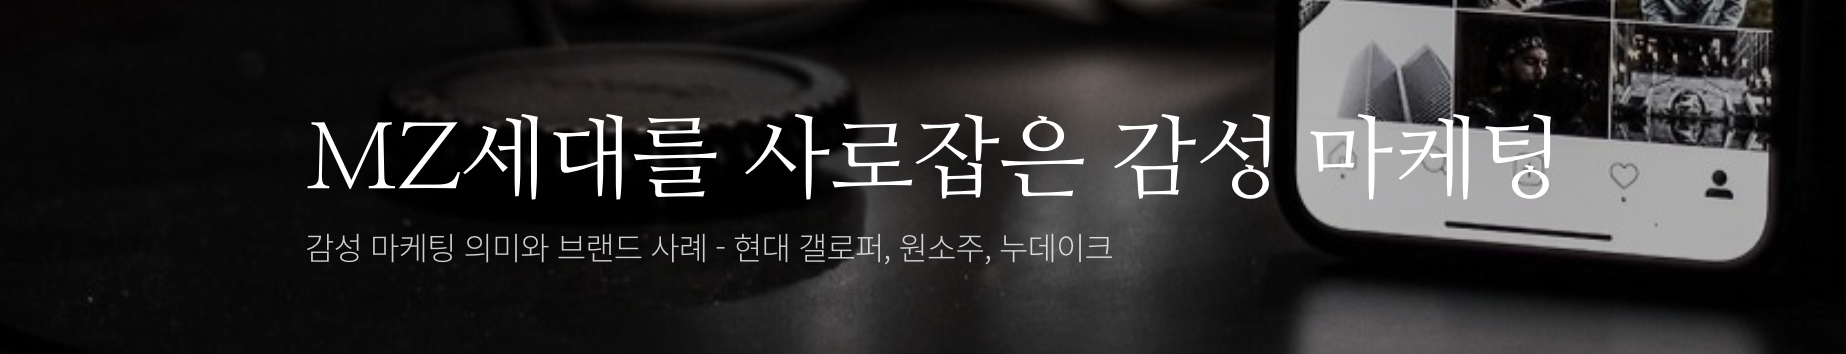 MZ세대를 사로잡은 감성 마케팅
감성 마케팅 의미와 브랜드 사례 - 현대 갤로퍼, 원소주, 누데이크